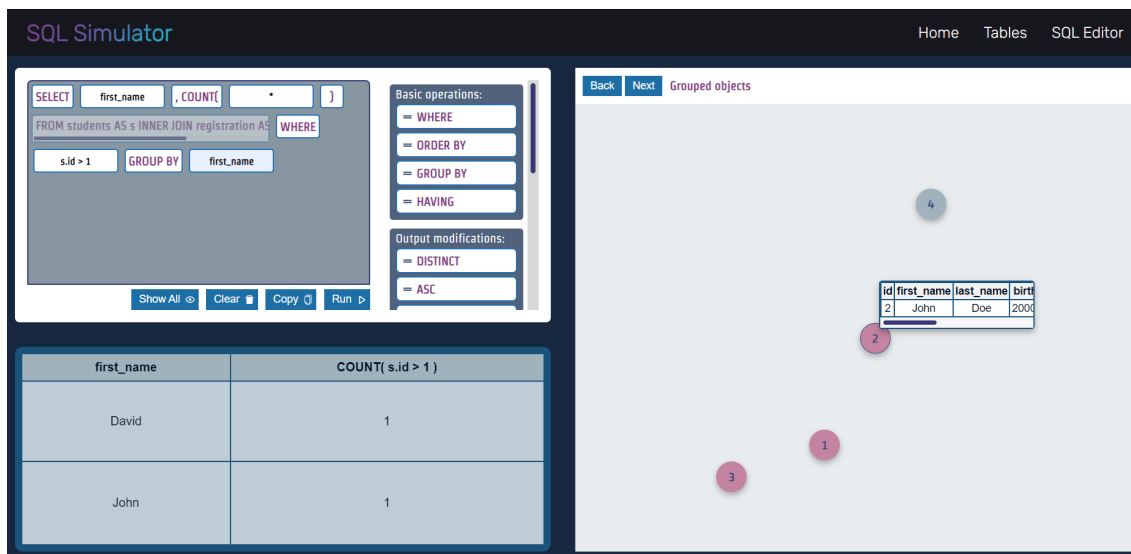 SQL Simulator Home Tables SQL Editor
SELECT first_name , COUNT( * )
FROM students AS s INNER JOIN registration AS WHERE
s.id > 1 GROUP BY first_name
Show All Clear Copy Run
Basic operations:
= WHERE
= ORDER BY
= GROUP BY
= HAVING
Output modifications:
= DISTINCT
= ASC
first_name COUNT( s.id > 1 )
David 1
John 1
Back Next Grouped objects
4
id first_name last_name birth
2 John Doe 2000
2
1
3